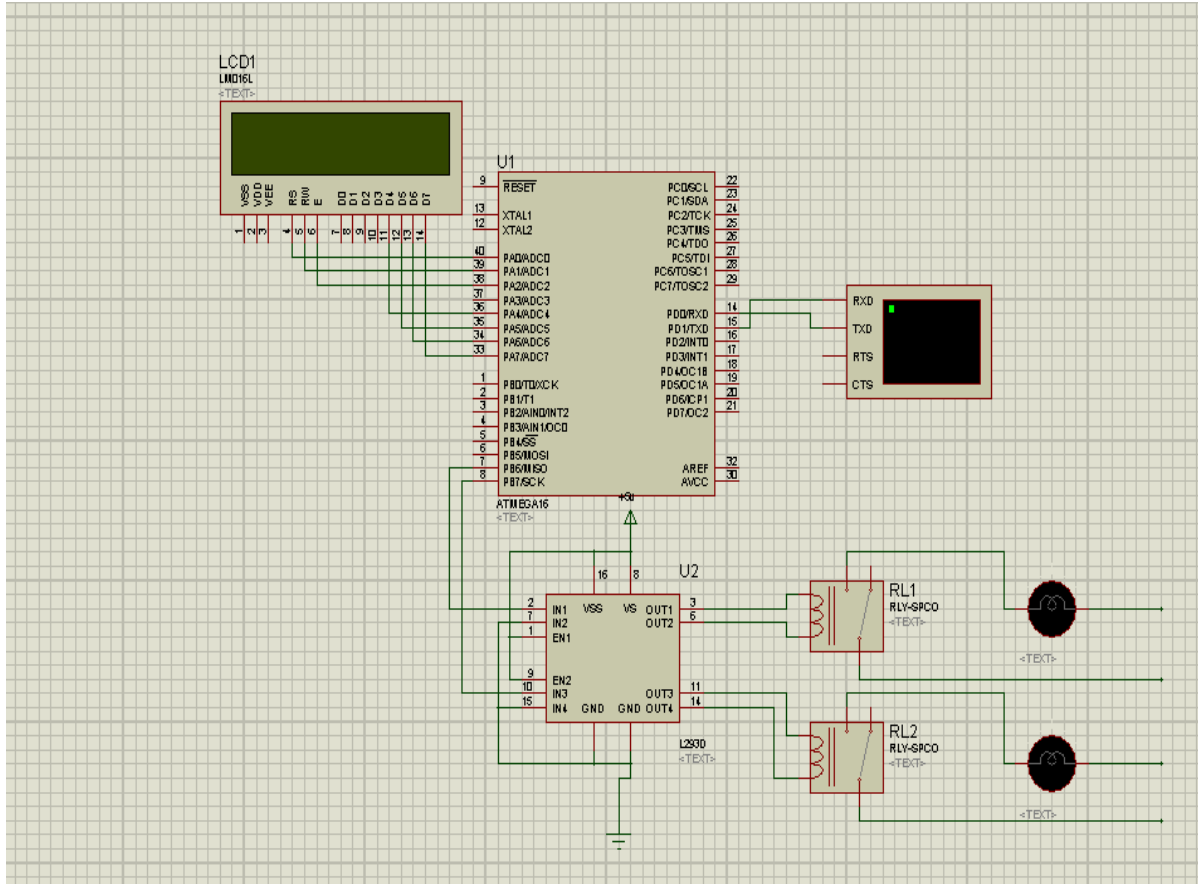 LCD1
LM016L
<TEXT>
VSS
VDD
VEE
RS
RW
E
D0
D1
D2
D3
D4
D5
D6
D7
1
2
3
4
5
6
7
8
9
10
11
12
13
14
U1
9 RESET
13 XTAL1
12 XTAL2
40 PA0/ADC0
39 PA1/ADC1
38 PA2/ADC2
37 PA3/ADC3
36 PA4/ADC4
35 PA5/ADC5
34 PA6/ADC6
33 PA7/ADC7
1 PB0/T0/XCK
2 PB1/T1
3 PB2/AIN0/INT2
4 PB3/AIN1/OC0
5 PB4/SS
6 PB5/MOSI
7 PB6/MISO
8 PB7/SCK
PC0/SCL 22
PC1/SDA 23
PC2/TCK 24
PC3/TMS 25
PC4/TDO 26
PC5/TDI 27
PC6/TOSC1 28
PC7/TOSC2 29
PD0/RXD 14
PD1/TXD 15
PD2/INT0 16
PD3/INT1 17
PD4/OC1B 18
PD5/OC1A 19
PD6/ICP1 20
PD7/OC2 21
AREF 32
AVCC 30
ATMEGA16
<TEXT>
RXD
TXD
RTS
CTS
+5v
U2
16
8
2 IN1
7 IN2
1 EN1
9 EN2
10 IN3
15 IN4
VSS
VS
OUT1 3
OUT2 6
OUT3 11
OUT4 14
GND
GND
L293D
<TEXT>
RL1
RLY-SPCO
<TEXT>
<TEXT>
RL2
RLY-SPCO
<TEXT>
<TEXT>